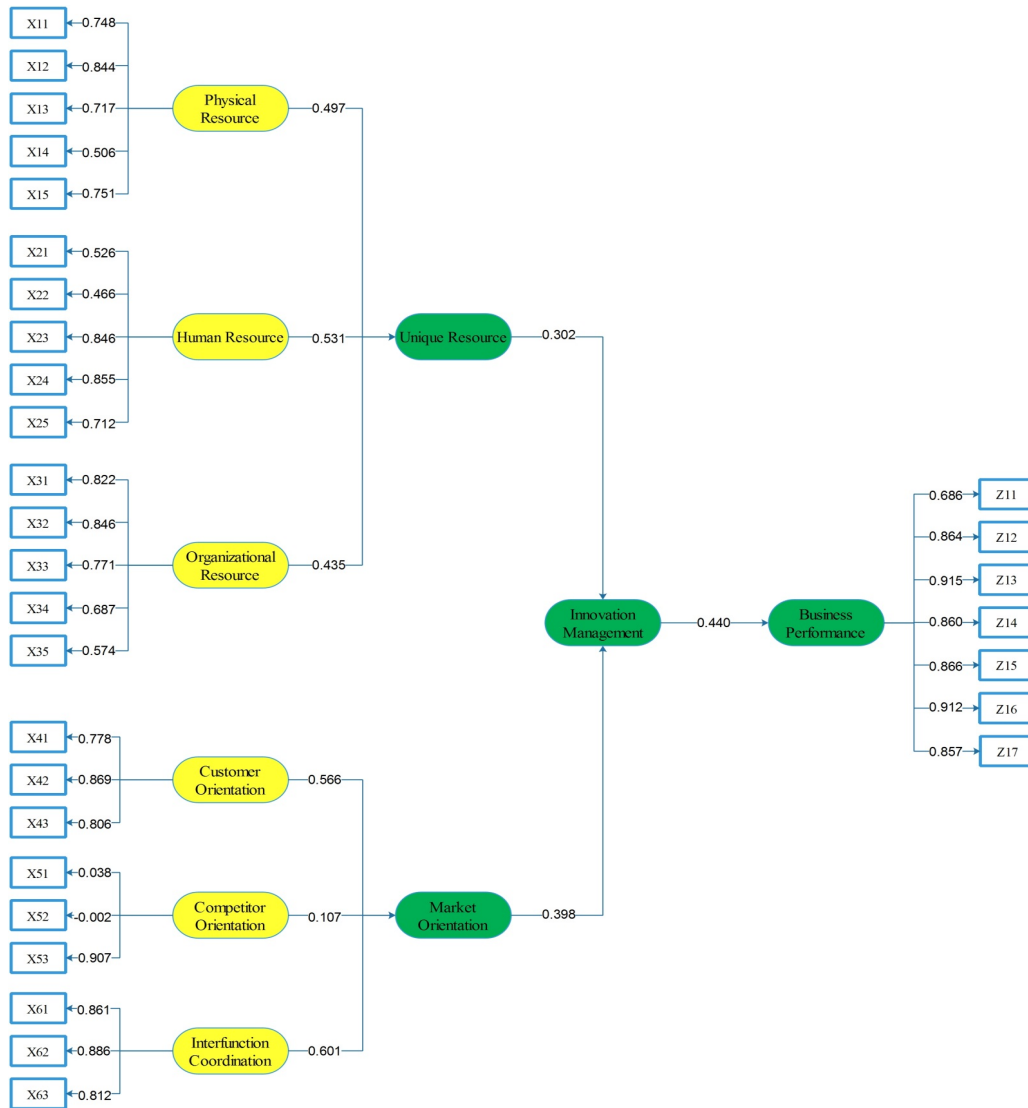 X11
0.748
X12
0.844
X13
0.717
X14
0.506
X15
0.751
Physical
Resource
0.497
X21
0.526
X22
0.466
X23
0.846
X24
0.855
X25
0.712
Human Resource
0.531
Unique Resource
0.302
X31
0.822
X32
0.846
X33
0.771
X34
0.687
X35
0.574
Organizational
Resource
0.435
Innovation
Management
0.440
Business
Performance
0.686
Z11
0.864
Z12
0.915
Z13
0.860
Z14
0.866
Z15
0.912
Z16
0.857
Z17
X41
0.778
X42
0.869
X43
0.806
Customer
Orientation
0.566
X51
0.038
X52
-0.002
X53
0.907
Competitor
Orientation
0.107
Market
Orientation
0.398
X61
0.861
X62
0.886
X63
0.812
Interfunction
Coordination
0.601